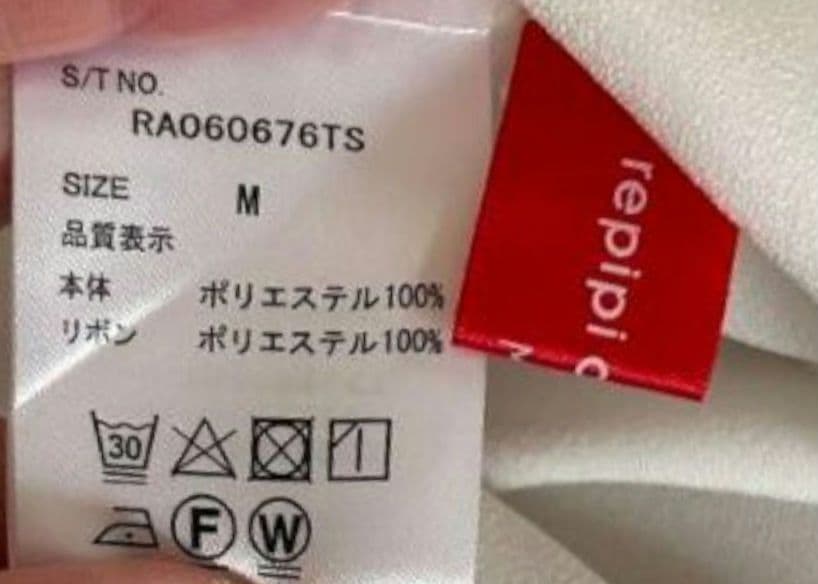 S/T NO.
RA060676TS
SIZE M
品質表示
本体 ポリエステル100%
リボン ポリエステル100%
30
F W
repipi